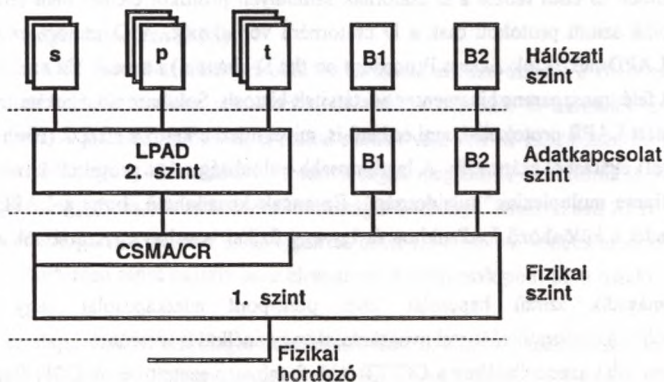 s
p
t
B1
B2
Hálózati
szint
LPAD
2. szint
B1
B2
Adatkapcsolat
szint
CSMA/CR
1. szint
Fizikai
szint
Fizikai
hordozó